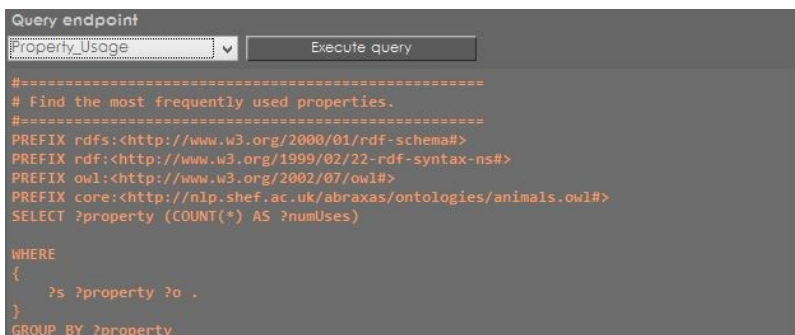 Query endpoint
Property_Usage
Execute query
#===================================================
# Find the most frequently used properties.
#===================================================
PREFIX rdfs:<http://www.w3.org/2000/01/rdf-schema#>
PREFIX rdf:<http://www.w3.org/1999/02/22-rdf-syntax-ns#>
PREFIX owl:<http://www.w3.org/2002/07/owl#>
PREFIX core:<http://nlp.shef.ac.uk/abraxas/ontologies/animals.owl#>
SELECT ?property (COUNT(*) AS ?numUses)
WHERE
{
?s ?property ?o .
}
GROUP BY ?property